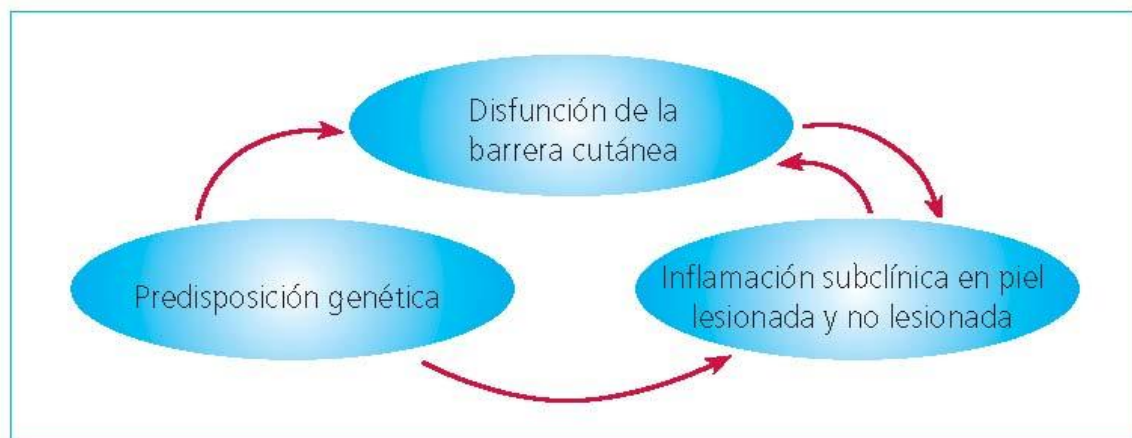 Disfunción de la
barrera cutánea
Predisposición genética
Inflamación subclínica en piel
lesionada y no lesionada